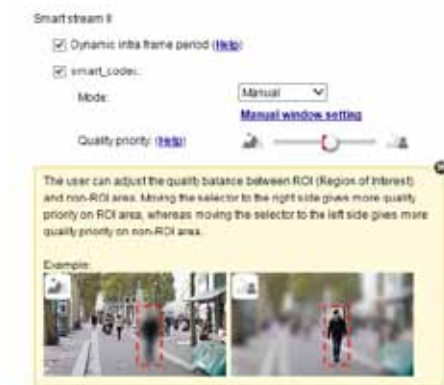 Smart stream II
Dynamic intra frame period (Help)
smart_codec:
Mode: Manual
Manual window setting
Quality priority: (Help)
The user can adjust the quality balance between ROI (Region of Interest)
and non-ROI area. Moving the selector to the right side gives more quality
priority on ROI area, whereas moving the selector to the left side gives more
quality priority on non-ROI area.
Example: